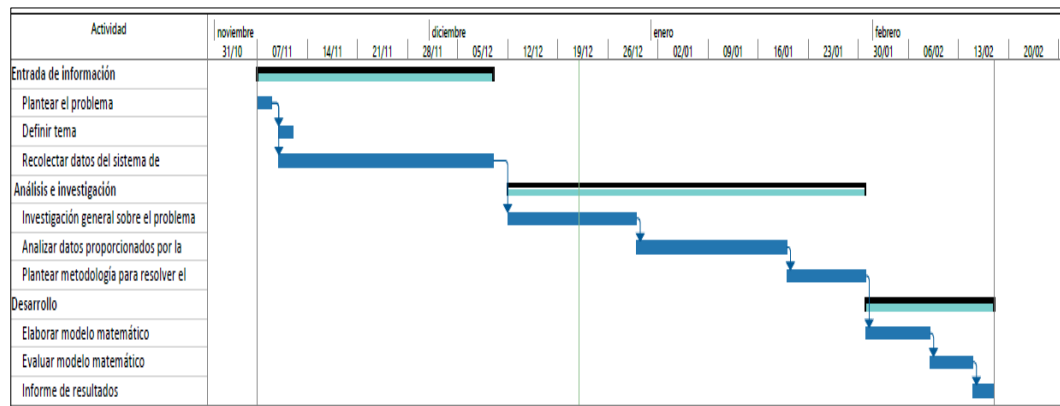 Actividad
noviembre diciembre enero febrero
31/10 07/11 14/11 21/11 28/11 05/12 12/12 19/12 26/12 02/01 09/01 16/01 23/01 30/01 06/02 13/02 20/02
Entrada de información
Plantear el problema
Definir tema
Recolectar datos del sistema de
Análisis e investigación
Investigación general sobre el problema
Analizar datos proporcionados por la
Plantear metodología para resolver el
Desarrollo
Elaborar modelo matemático
Evaluar modelo matemático
Informe de resultados